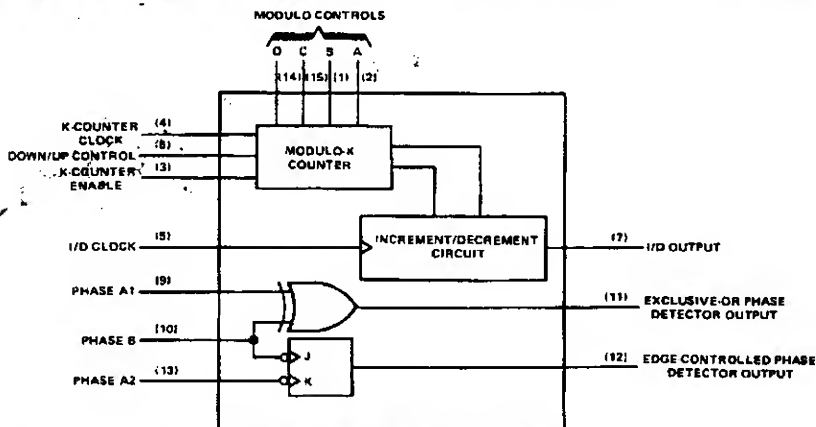 MODULO CONTROLS
D C B A
(14) (15) (1) (2)
K-COUNTER
CLOCK
(4)
DOWN/UP CONTROL
(6)
K-COUNTER
ENABLE
(3)
MODULO-K
COUNTER
I/D CLOCK
(5)
INCREMENT/DECREMENT
CIRCUIT
(7)
I/D OUTPUT
PHASE A1
(9)
(11)
EXCLUSIVE-OR PHASE
DETECTOR OUTPUT
PHASE B
(10)
J
K
(12)
EDGE CONTROLLED PHASE
DETECTOR OUTPUT
PHASE A2
(13)